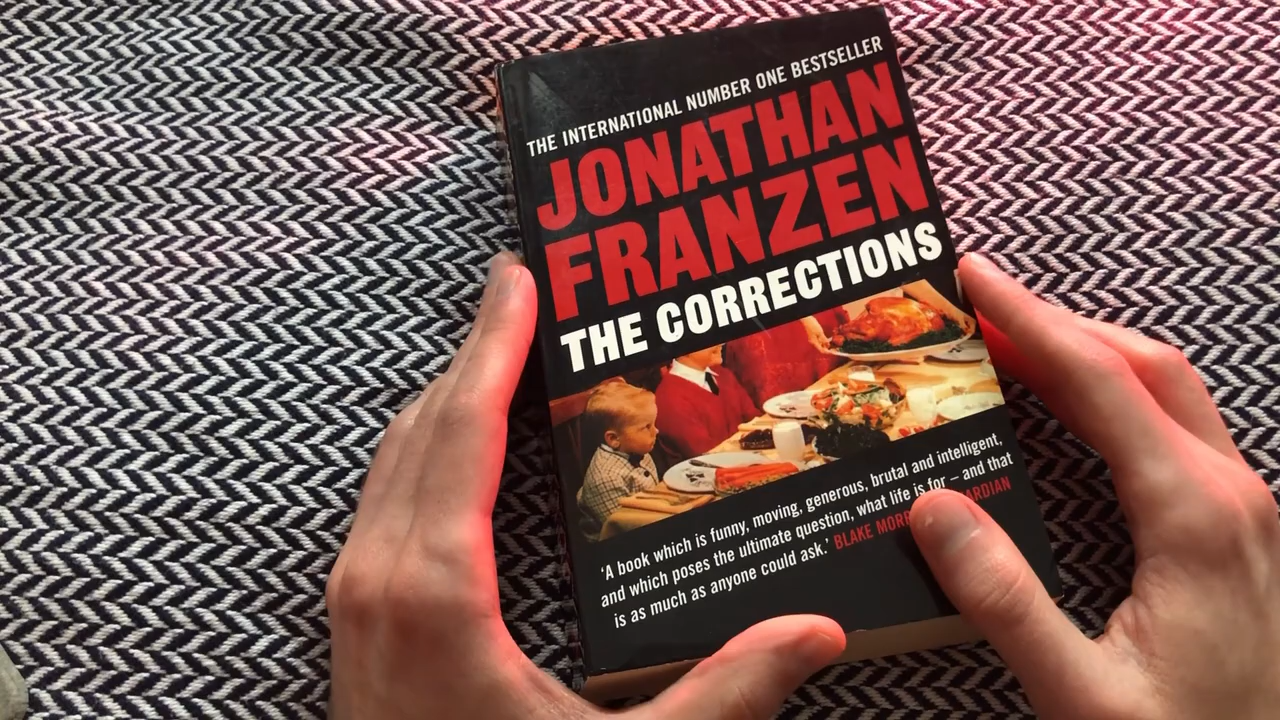 THE INTERNATIONAL NUMBER ONE BESTSELLER
JONATHAN
FRANZEN
THE CORRECTIONS
‘A book which is funny, moving, generous, brutal and intelligent,
and which poses the ultimate question, what life is for – and that
is as much as anyone could ask.’ BLAKE